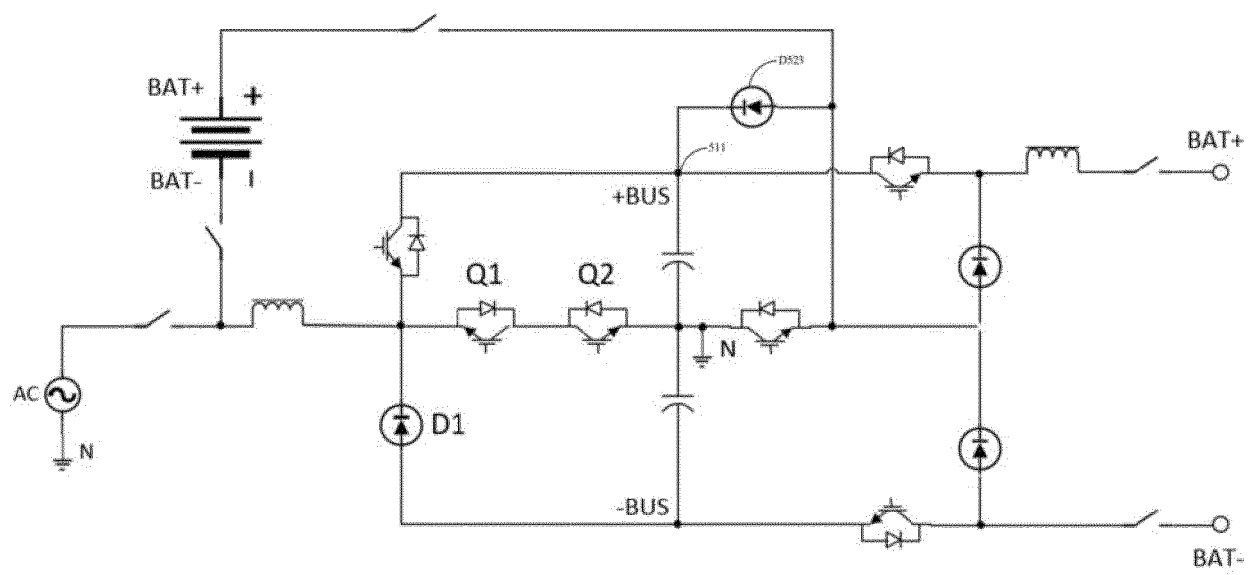 D523
BAT+
+
511
BAT+
BAT-
+BUS
Q1
Q2
N
AC
D1
N
-BUS
BAT-